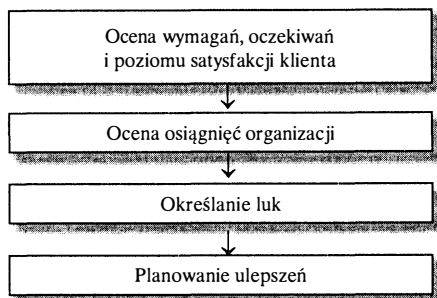 Ocena wymagań, oczekiwań
i poziomu satysfakcji klienta
Ocena osiągnięć organizacji
Określanie luk
Planowanie ulepszeń